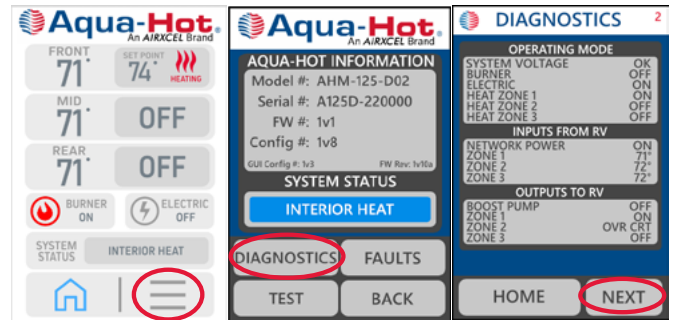 Aqua-Hot.
An AIRXCEL Brand
FRONT
71°
SET POINT
74°
HEATING
MID
71°
OFF
REAR
71°
OFF
BURNER
ON
ELECTRIC
OFF
SYSTEM
STATUS
INTERIOR HEAT
Aqua-Hot.
An AIRXCEL Brand
AQUA-HOT INFORMATION
Model #: AHM-125-D02
Serial #: A125D-220000
FW #: 1v1
Config #: 1v8
GUI Config #: 1v3 FW Rev: 1v10a
SYSTEM STATUS
INTERIOR HEAT
DIAGNOSTICS FAULTS
TEST BACK
DIAGNOSTICS 2
OPERATING MODE
SYSTEM VOLTAGE OK
BURNER OFF
ELECTRIC ON
HEAT ZONE 1 ON
HEAT ZONE 2 OFF
HEAT ZONE 3 OFF
INPUTS FROM RV
NETWORK POWER ON
ZONE 1 71°
ZONE 2 72°
ZONE 3 72°
OUTPUTS TO RV
BOOST PUMP OFF
ZONE 1 ON
ZONE 2 OVR CRT
ZONE 3 OFF
HOME NEXT